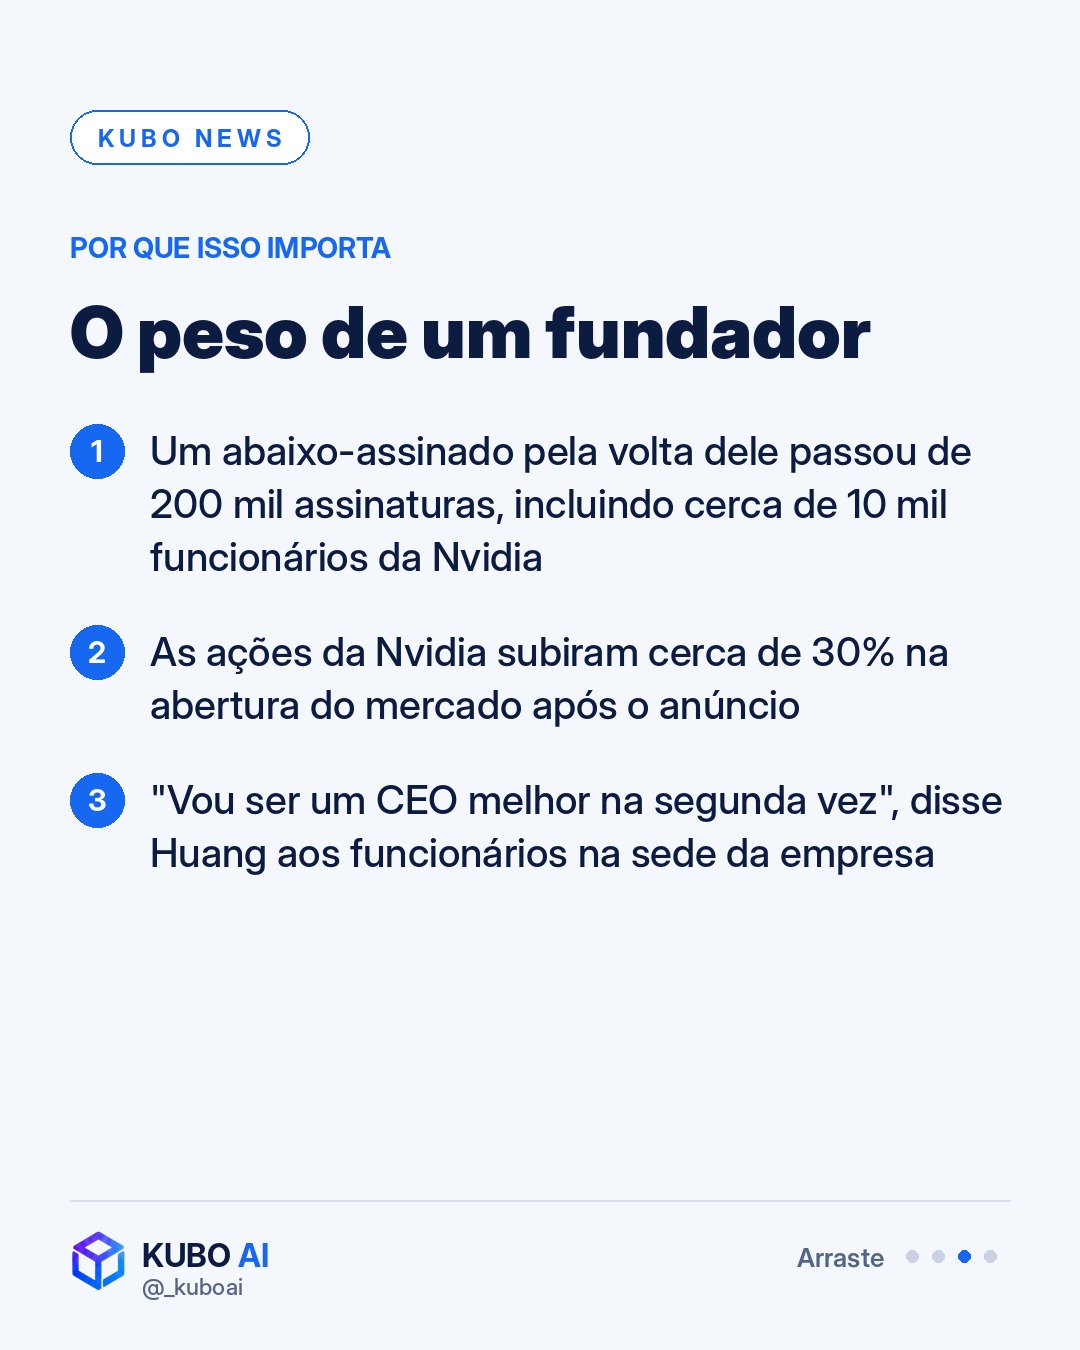 KUBO NEWS
POR QUE ISSO IMPORTA
O peso de um fundador
1 Um abaixo-assinado pela volta dele passou de
200 mil assinaturas, incluindo cerca de 10 mil
funcionários da Nvidia
2 As ações da Nvidia subiram cerca de 30% na
abertura do mercado após o anúncio
3 "Vou ser um CEO melhor na segunda vez", disse
Huang aos funcionários na sede da empresa
KUBO AI
@_kuboai
Arraste